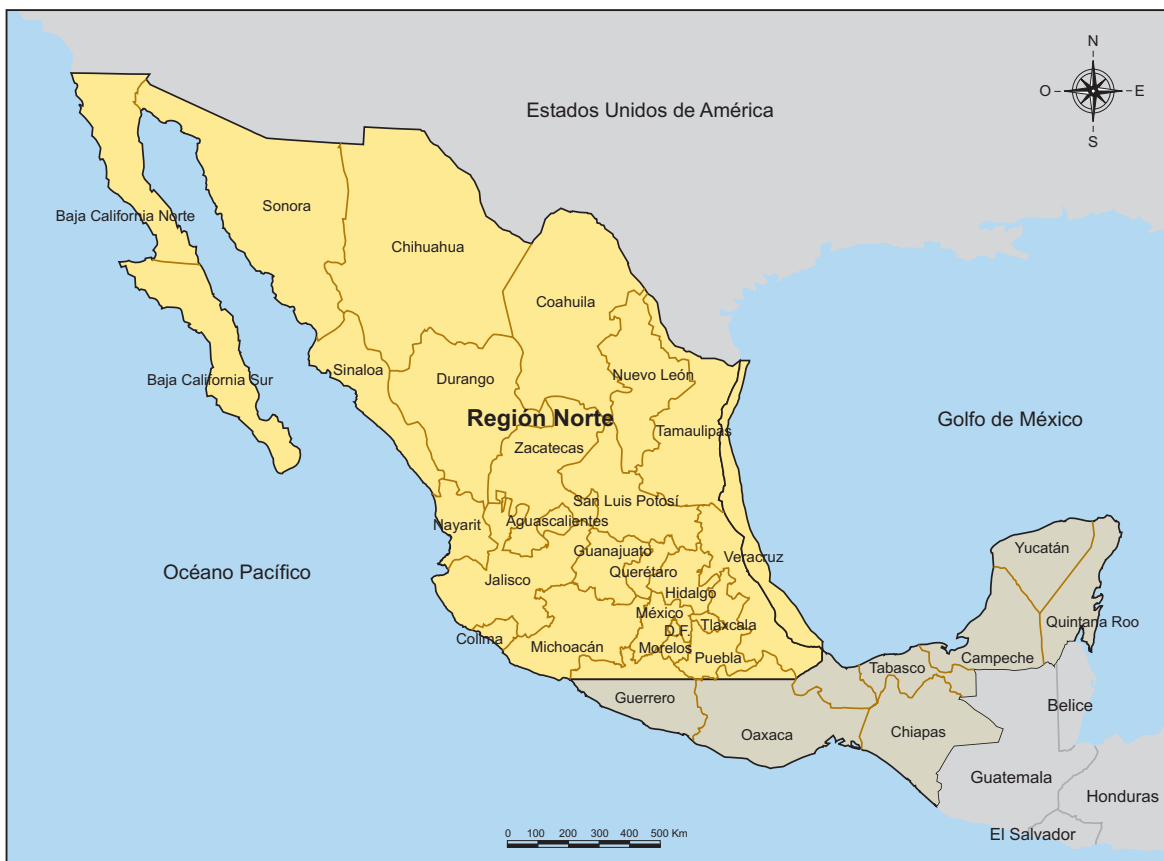 N
Estados Unidos de América
O
E
S
Baja California Norte
Sonora
Chihuahua
Coahuila
Sinaloa
Durango
Nuevo León
Baja California Sur
Región Norte
Golfo de México
Tamaulipas
Zacatecas
San Luis Potosí
Nayarit
Aguascalientes
Guanajuato
Veracruz
Yucatán
Océano Pacífico
Jalisco
Querétaro
Hidalgo
México
Tlaxcala
Quintana Roo
D.F.
Colima
Michoacán
Morelos
Puebla
Campeche
Tabasco
Guerrero
Belice
Oaxaca
Chiapas
Guatemala
Honduras
El Salvador
0 100 200 300 400 500 Km